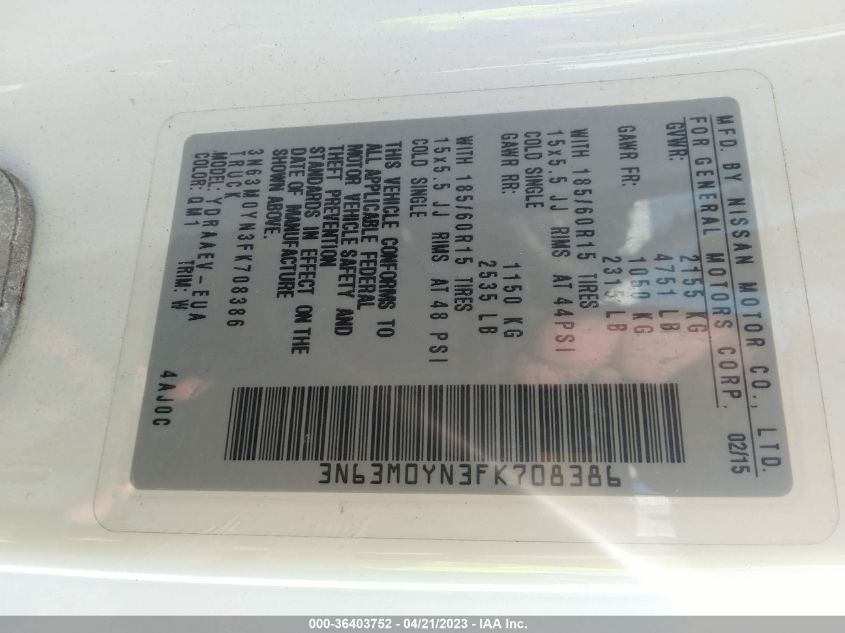 MFD. BY NISSAN MOTOR CO., LTD.
FOR GENERAL MOTORS CORP. 02/15
GVWR: 2155 KG
4751 LB
GAWR FR: 1050 KG
2315 LB
WITH 185/60R15 TIRES
15x5.5 JJ RIMS AT 44PSI
COLD SINGLE
GAWR RR: 1150 KG
2535 LB
WITH 185/60R15 TIRES
15x5.5 JJ RIMS AT 48 PSI
COLD SINGLE
THIS VEHICLE CONFORMS TO
ALL APPLICABLE FEDERAL
MOTOR VEHICLE SAFETY AND
THEFT PREVENTION
STANDARDS IN EFFECT ON THE
DATE OF MANUFACTURE
SHOWN ABOVE.
3N63M0YN3FK708386
TRUCK
MODEL: YDRAAEV-EUA
COLOR: QM1 TRIM: W
4AJ0C
3N63M0YN3FK708386
000-36403752 - 04/21/2023 - IAA Inc.